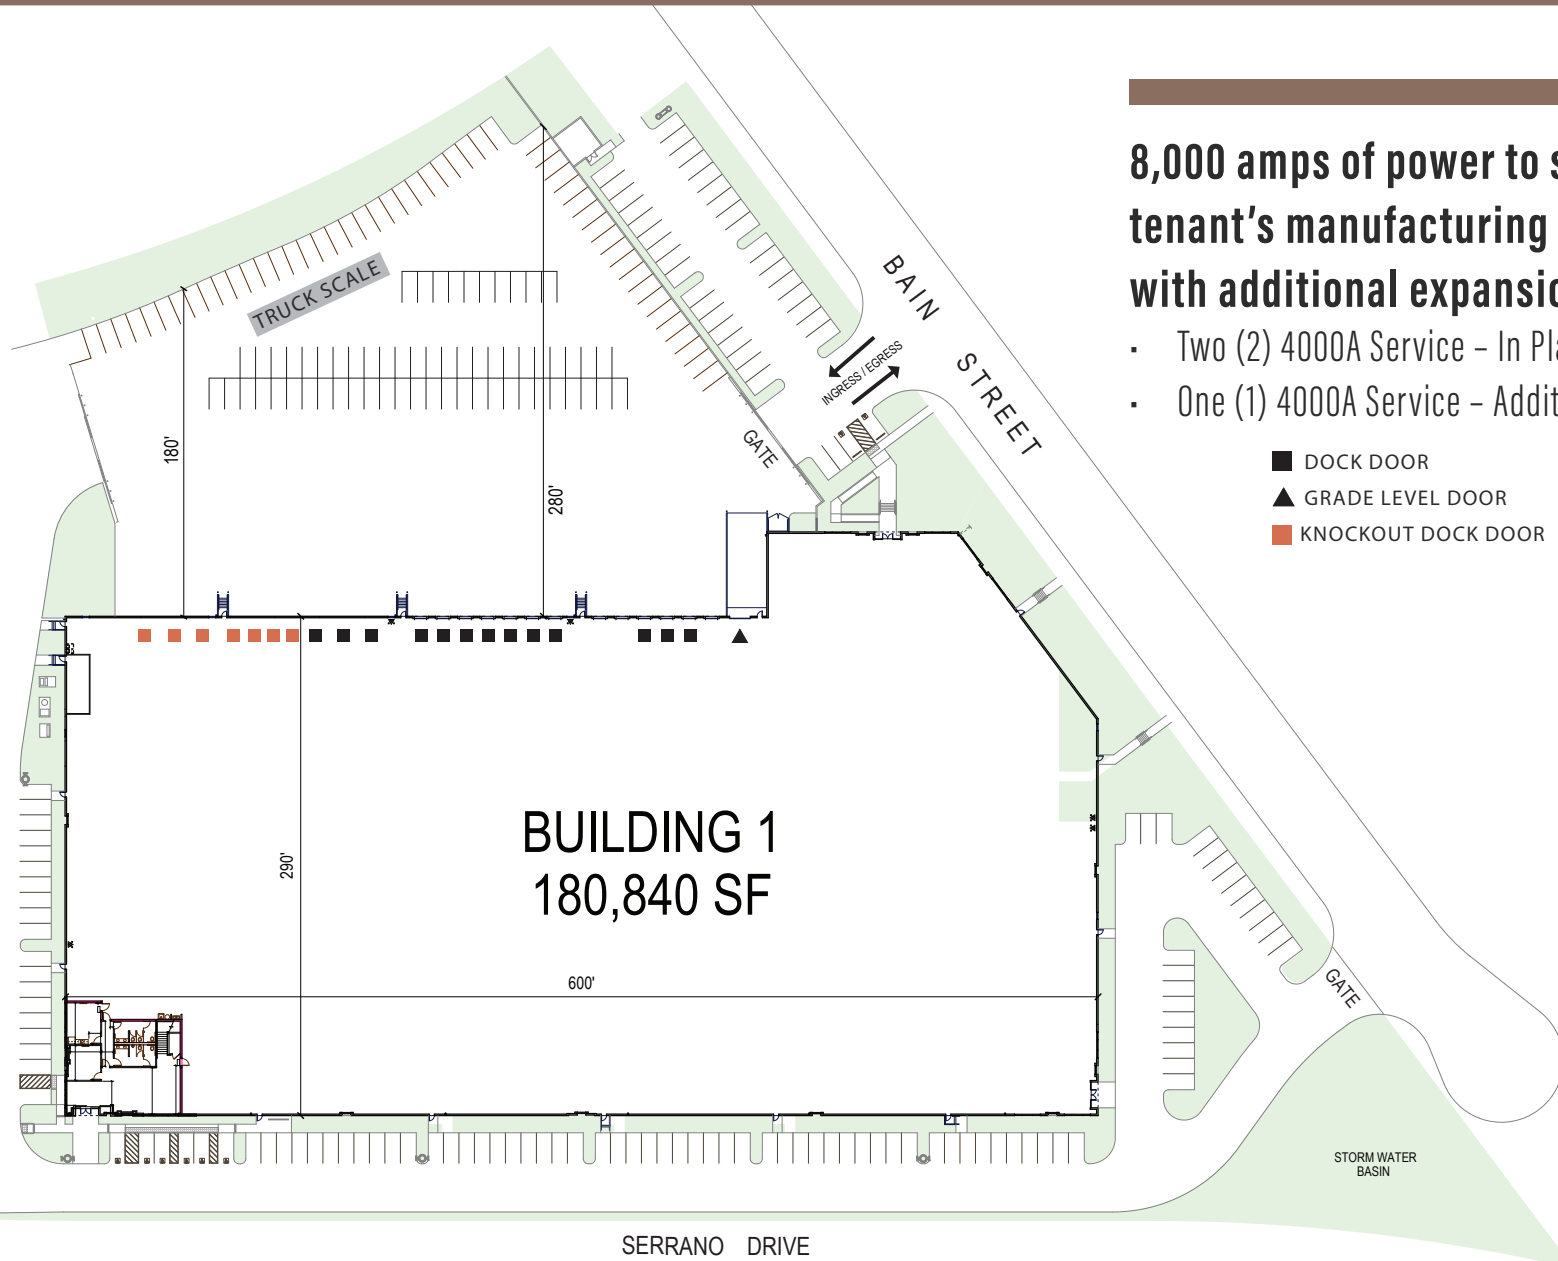 8,000 amps of power to s
tenant's manufacturing
with additional expansio
· Two (2) 4000A Service – In Pla
· One (1) 4000A Service – Addit
DOCK DOOR
GRADE LEVEL DOOR
KNOCKOUT DOCK DOOR
BAIN STREET
TRUCK SCALE
INGRESS / EGRESS
GATE
180'
280'
BUILDING 1
180,840 SF
290'
600'
GATE
STORM WATER
BASIN
SERRANO DRIVE